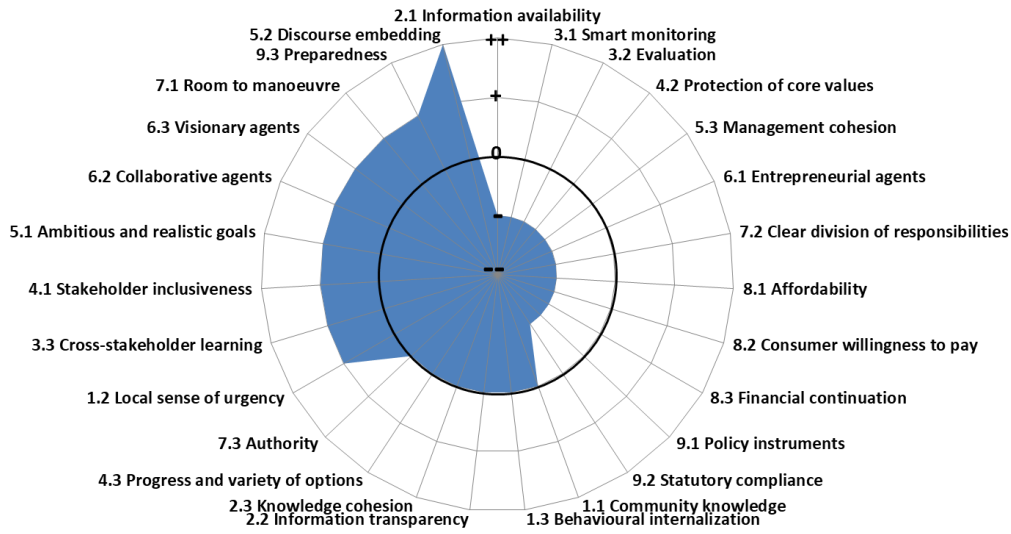 2.1 Information availability
5.2 Discourse embedding
++
3.1 Smart monitoring
9.3 Preparedness
3.2 Evaluation
7.1 Room to manoeuvre
+
4.2 Protection of core values
6.3 Visionary agents
5.3 Management cohesion
0
6.2 Collaborative agents
6.1 Entrepreneurial agents
-
5.1 Ambitious and realistic goals
7.2 Clear division of responsibilities
--
4.1 Stakeholder inclusiveness
8.1 Affordability
3.3 Cross-stakeholder learning
8.2 Consumer willingness to pay
1.2 Local sense of urgency
8.3 Financial continuation
7.3 Authority
9.1 Policy instruments
4.3 Progress and variety of options
9.2 Statutory compliance
2.3 Knowledge cohesion
1.1 Community knowledge
2.2 Information transparency
1.3 Behavioural internalization